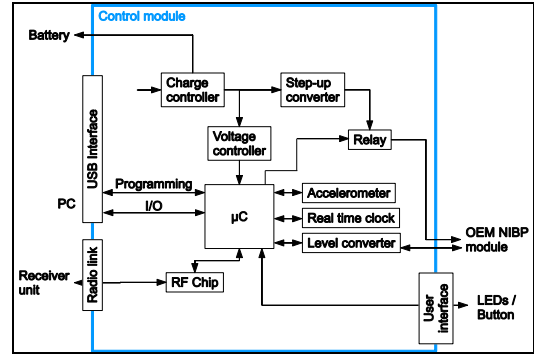 Control module
Battery
Charge
controller
Step-up
converter
Voltage
controller
Relay
USB Interface
Programming
I/O
PC
µC
Accelerometer
Real time clock
Level converter
OEM NIBP
module
Radio link
Receiver
unit
RF Chip
User
interface
LEDs /
Button